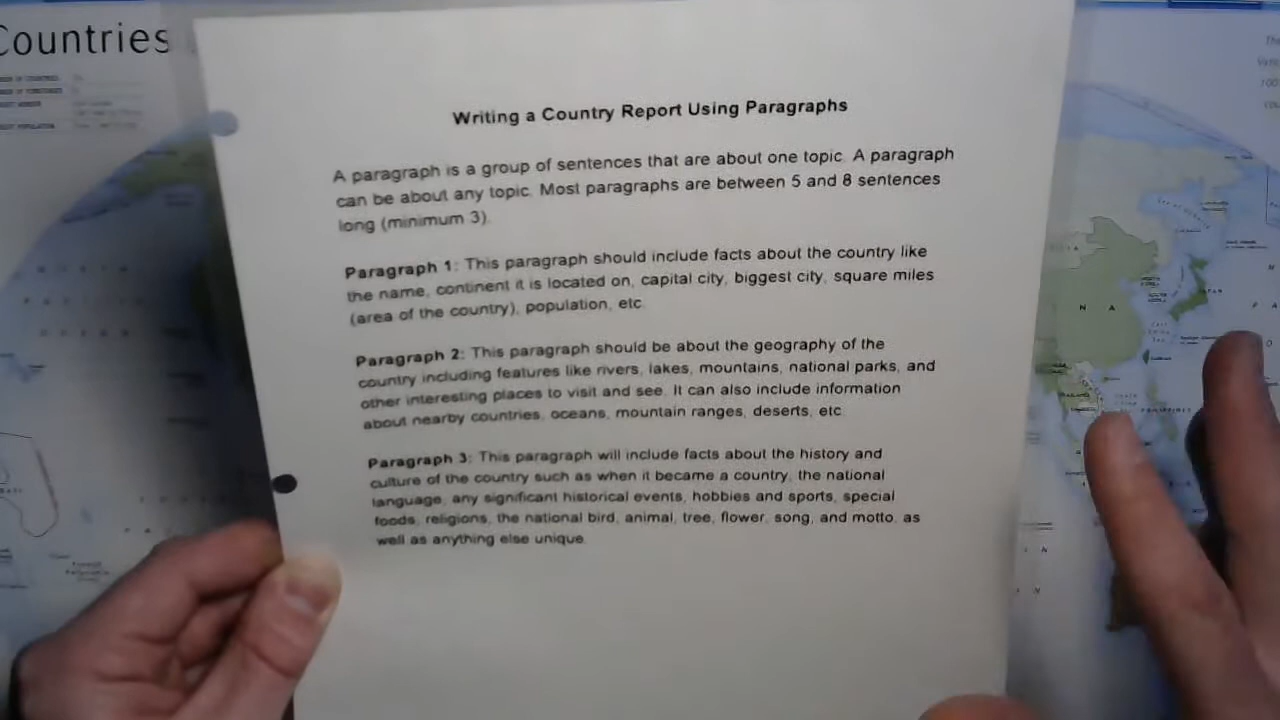 Countries
Writing a Country Report Using Paragraphs
A paragraph is a group of sentences that are about one topic. A paragraph
can be about any topic. Most paragraphs are between 5 and 8 sentences
long (minimum 3).
Paragraph 1: This paragraph should include facts about the country like
the name, continent it is located on, capital city, biggest city, square miles
(area of the country), population, etc.
Paragraph 2: This paragraph should be about the geography of the
country including features like rivers, lakes, mountains, national parks, and
other interesting places to visit and see. It can also include information
about nearby countries, oceans, mountain ranges, deserts, etc.
Paragraph 3: This paragraph will include facts about the history and
culture of the country such as when it became a country, the national
language, any significant historical events, hobbies and sports, special
foods, religions, the national bird, animal, tree, flower, song, and motto, as
well as anything else unique.
N A